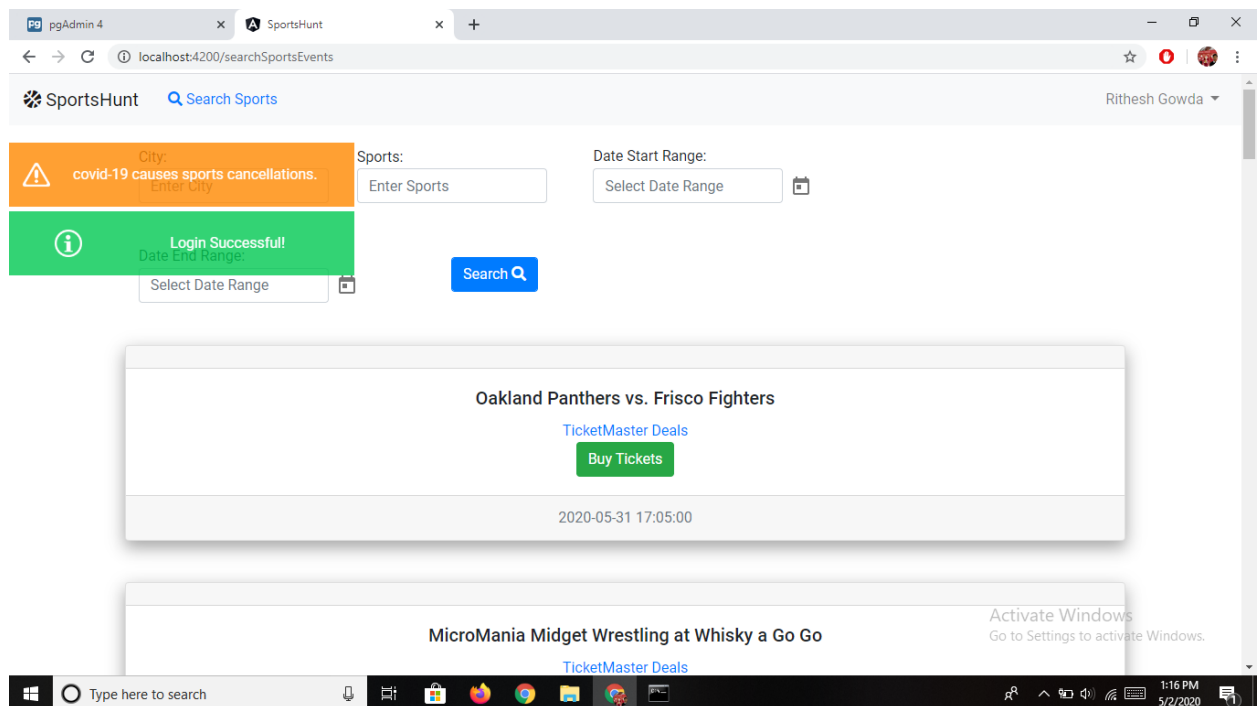 pgAdmin 4
SportsHunt
localhost:4200/searchSportsEvents
SportsHunt
Search Sports
Rithesh Gowda
City:
Sports:
Date Start Range:
covid-19 causes sports cancellations.
Enter City
Enter Sports
Select Date Range
Login Successful!
Date End Range:
Select Date Range
Search
Oakland Panthers vs. Frisco Fighters
TicketMaster Deals
Buy Tickets
2020-05-31 17:05:00
MicroMania Midget Wrestling at Whisky a Go Go
TicketMaster Deals
Activate Windows
Go to Settings to activate Windows.
Type here to search
1:16 PM
5/2/2020